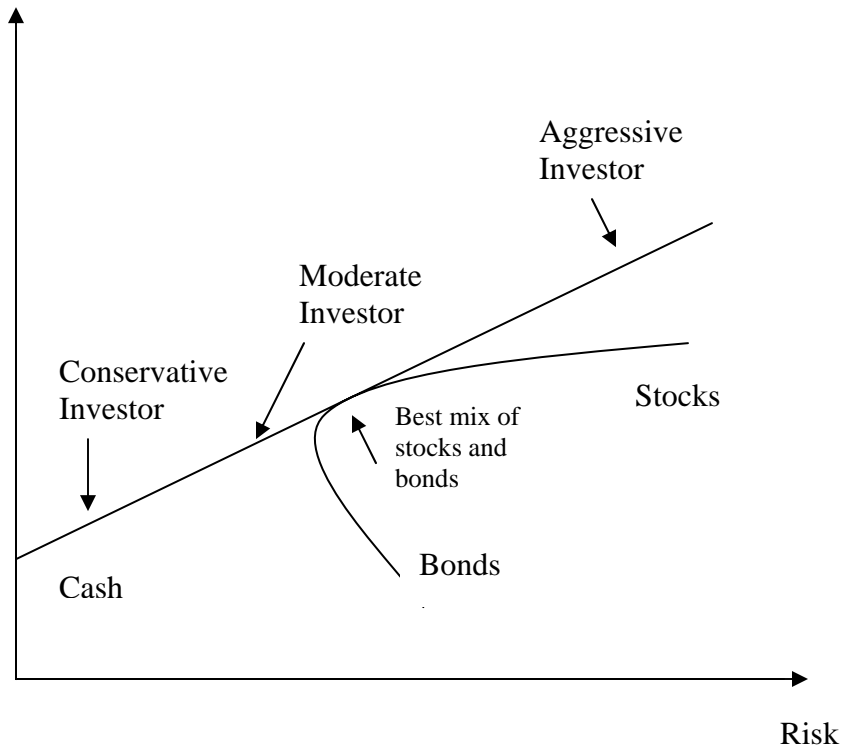 Aggressive
Investor
Moderate
Investor
Conservative
Investor
Stocks
Best mix of
stocks and
bonds
Bonds
Cash
Risk